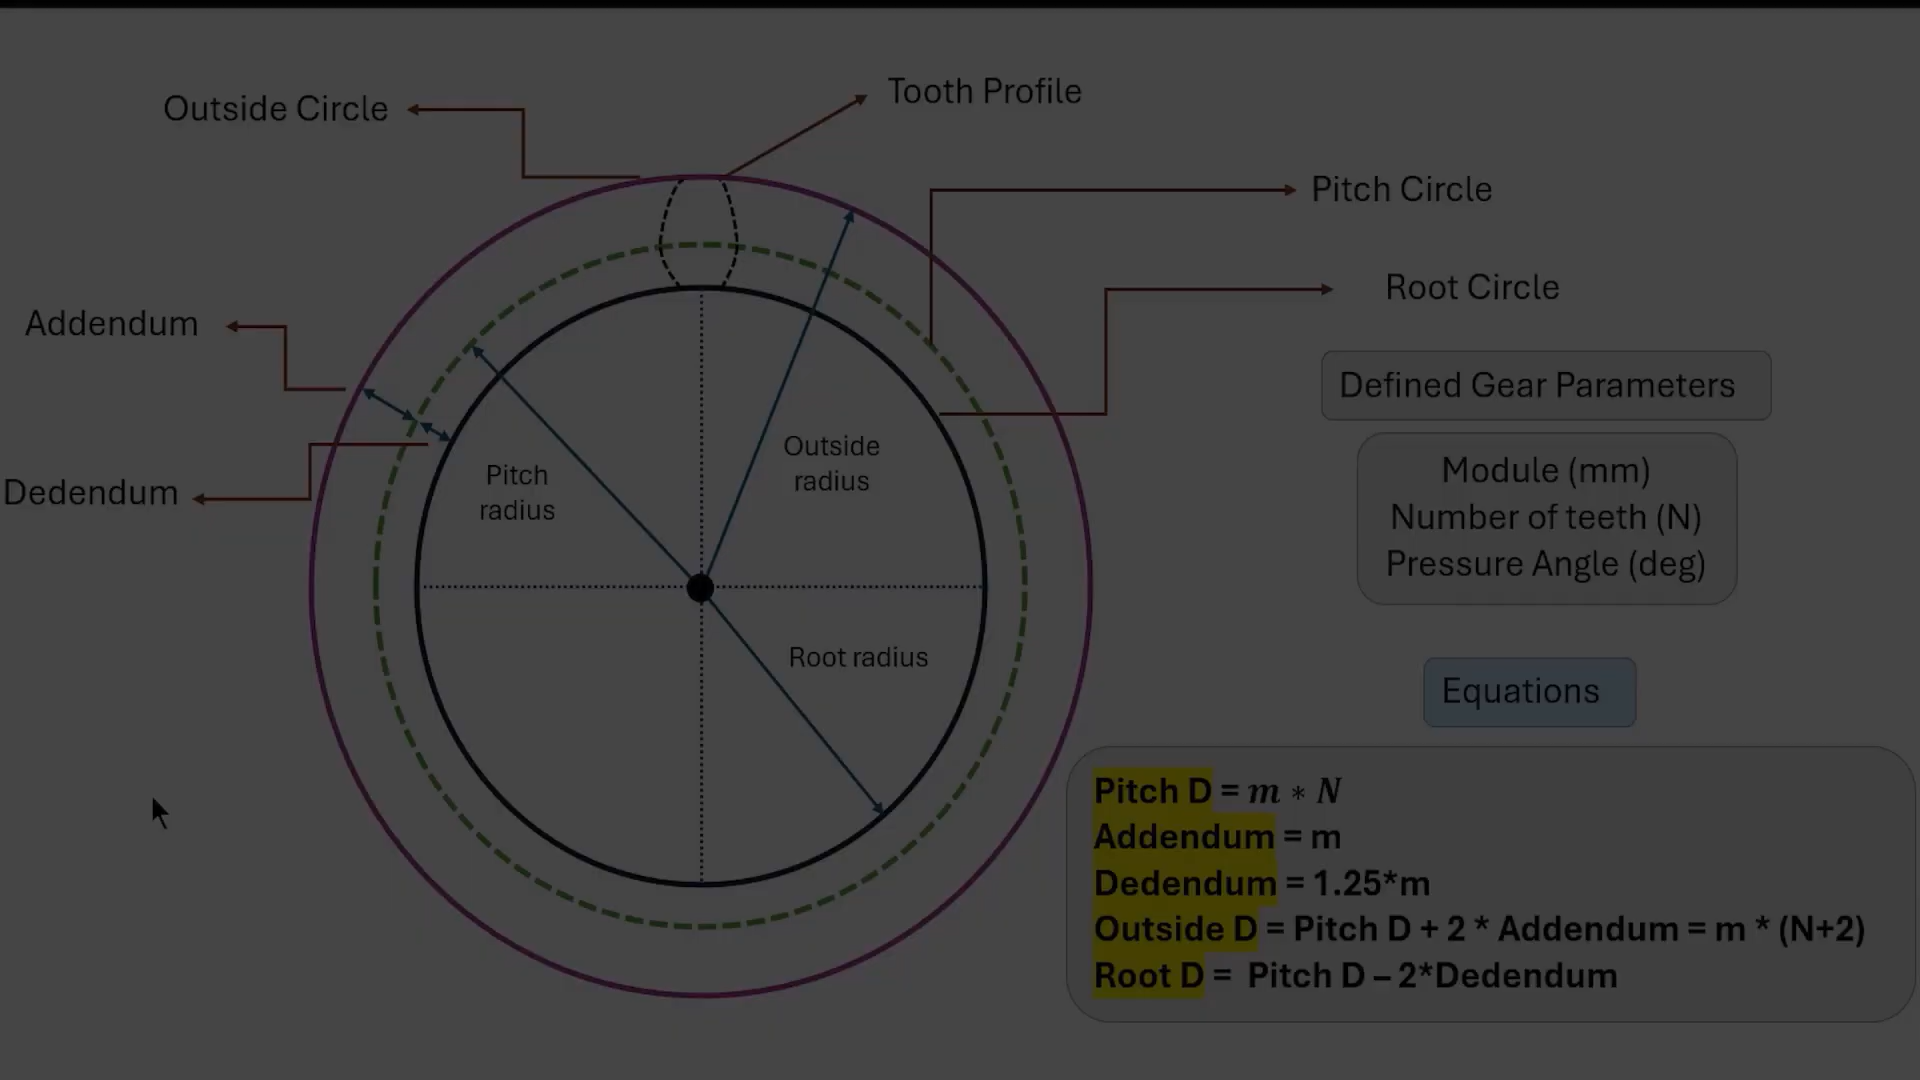 Outside Circle
Tooth Profile
Pitch Circle
Root Circle
Addendum
Dedendum
Pitch
radius
Outside
radius
Root radius
Defined Gear Parameters
Module (mm)
Number of teeth (N)
Pressure Angle (deg)
Equations
Pitch D = m * N
Addendum = m
Dedendum = 1.25*m
Outside D = Pitch D + 2 * Addendum = m * (N+2)
Root D = Pitch D – 2*Dedendum